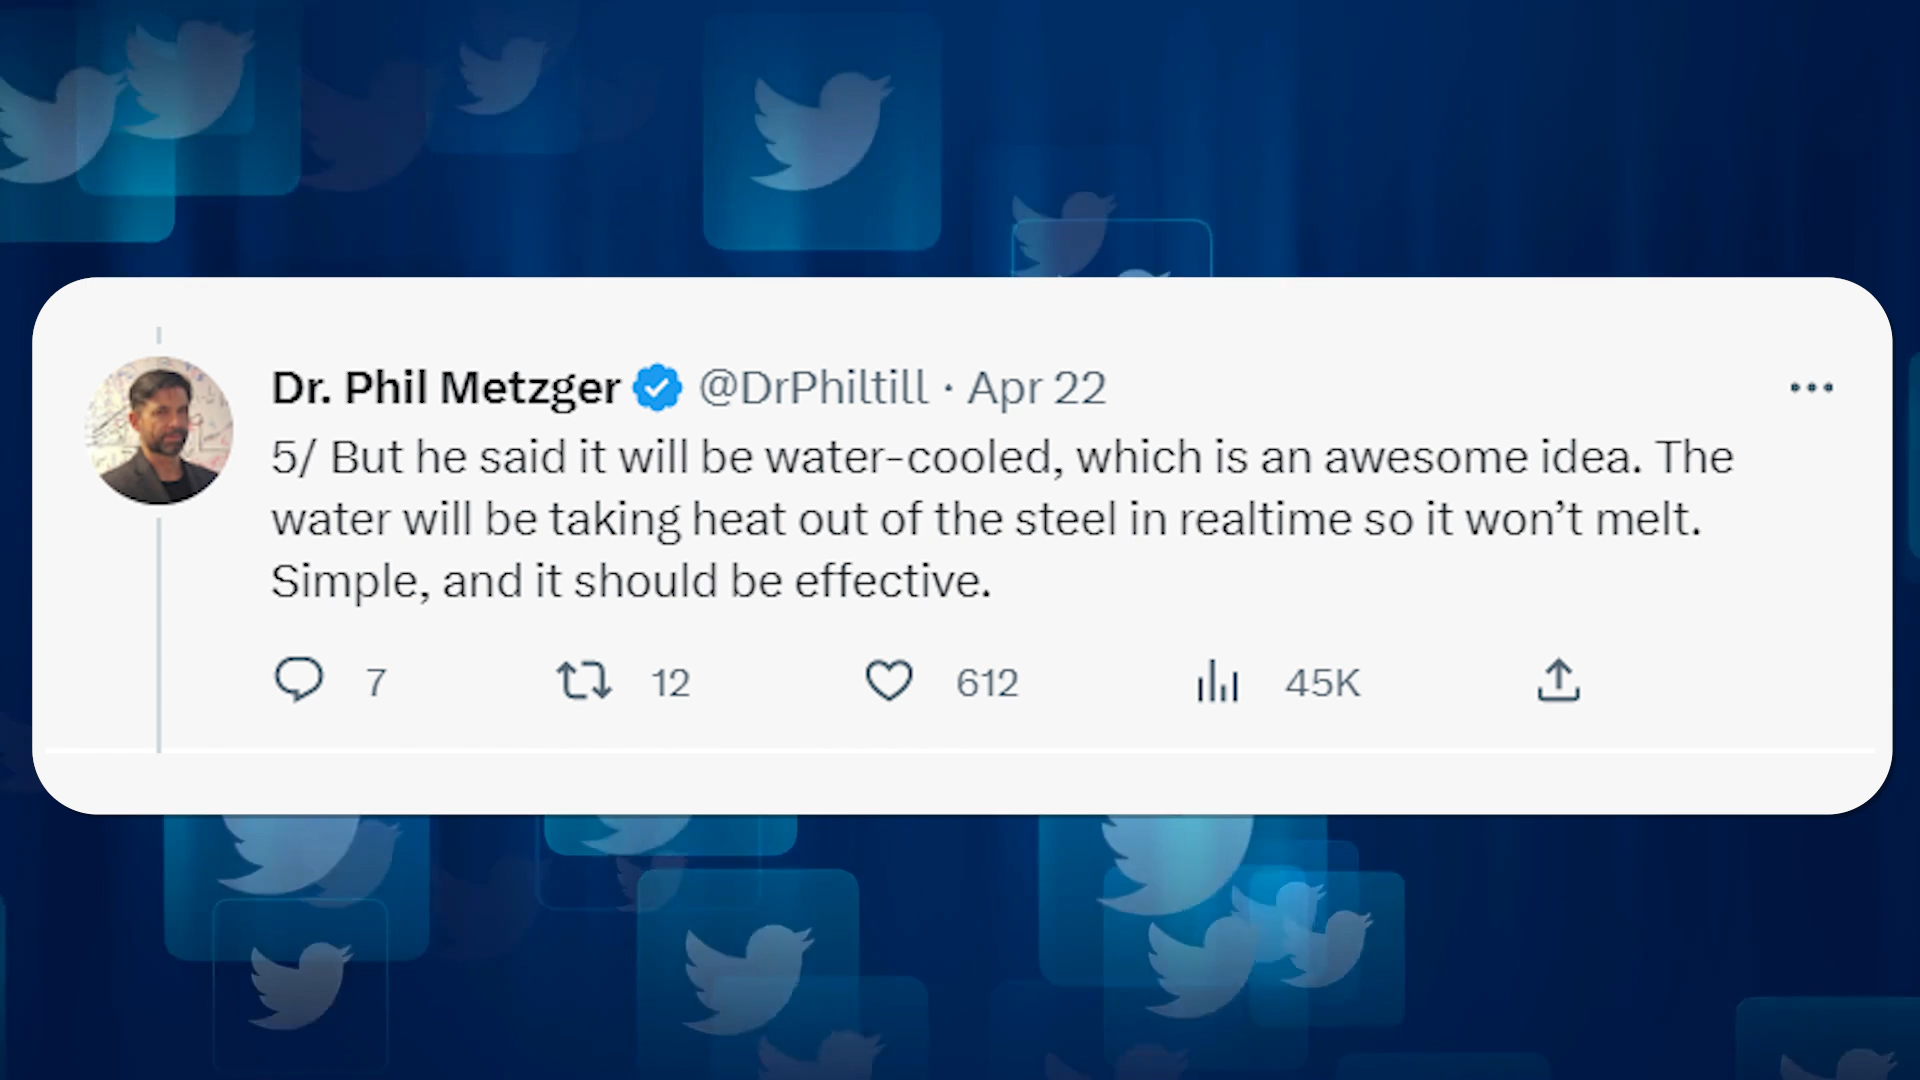 Dr. Phil Metzger @DrPhiltill · Apr 22
5/ But he said it will be water-cooled, which is an awesome idea. The
water will be taking heat out of the steel in realtime so it won’t melt.
Simple, and it should be effective.
7 12 612 45K